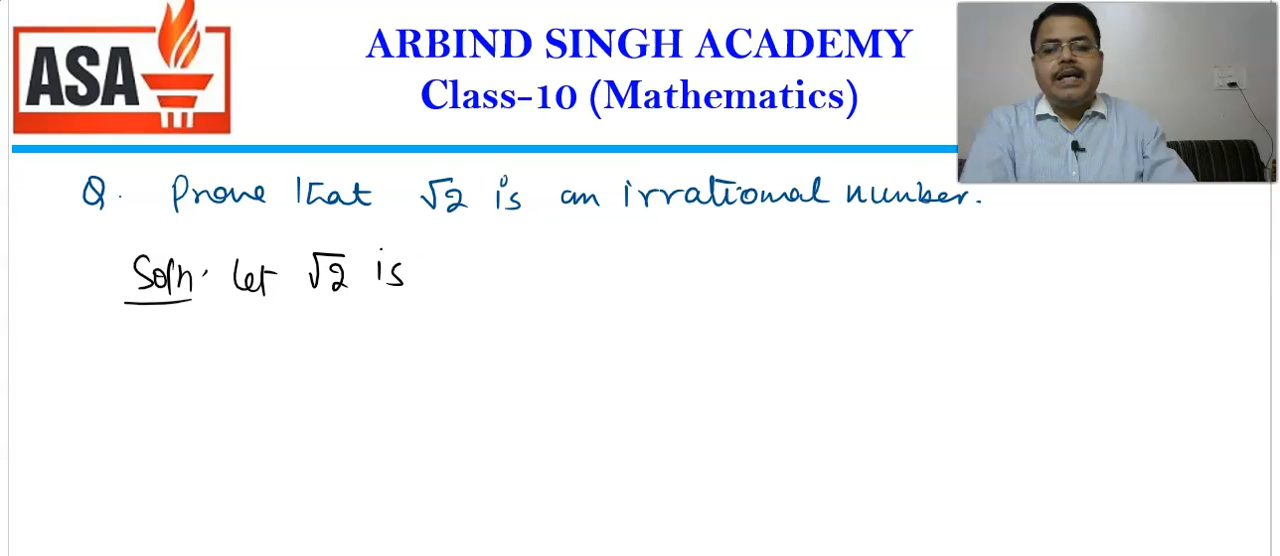 ASA
ARBIND SINGH ACADEMY
Class-10 (Mathematics)
Q. Prove that √2 is an irrational number.
Soln. Let √2 is